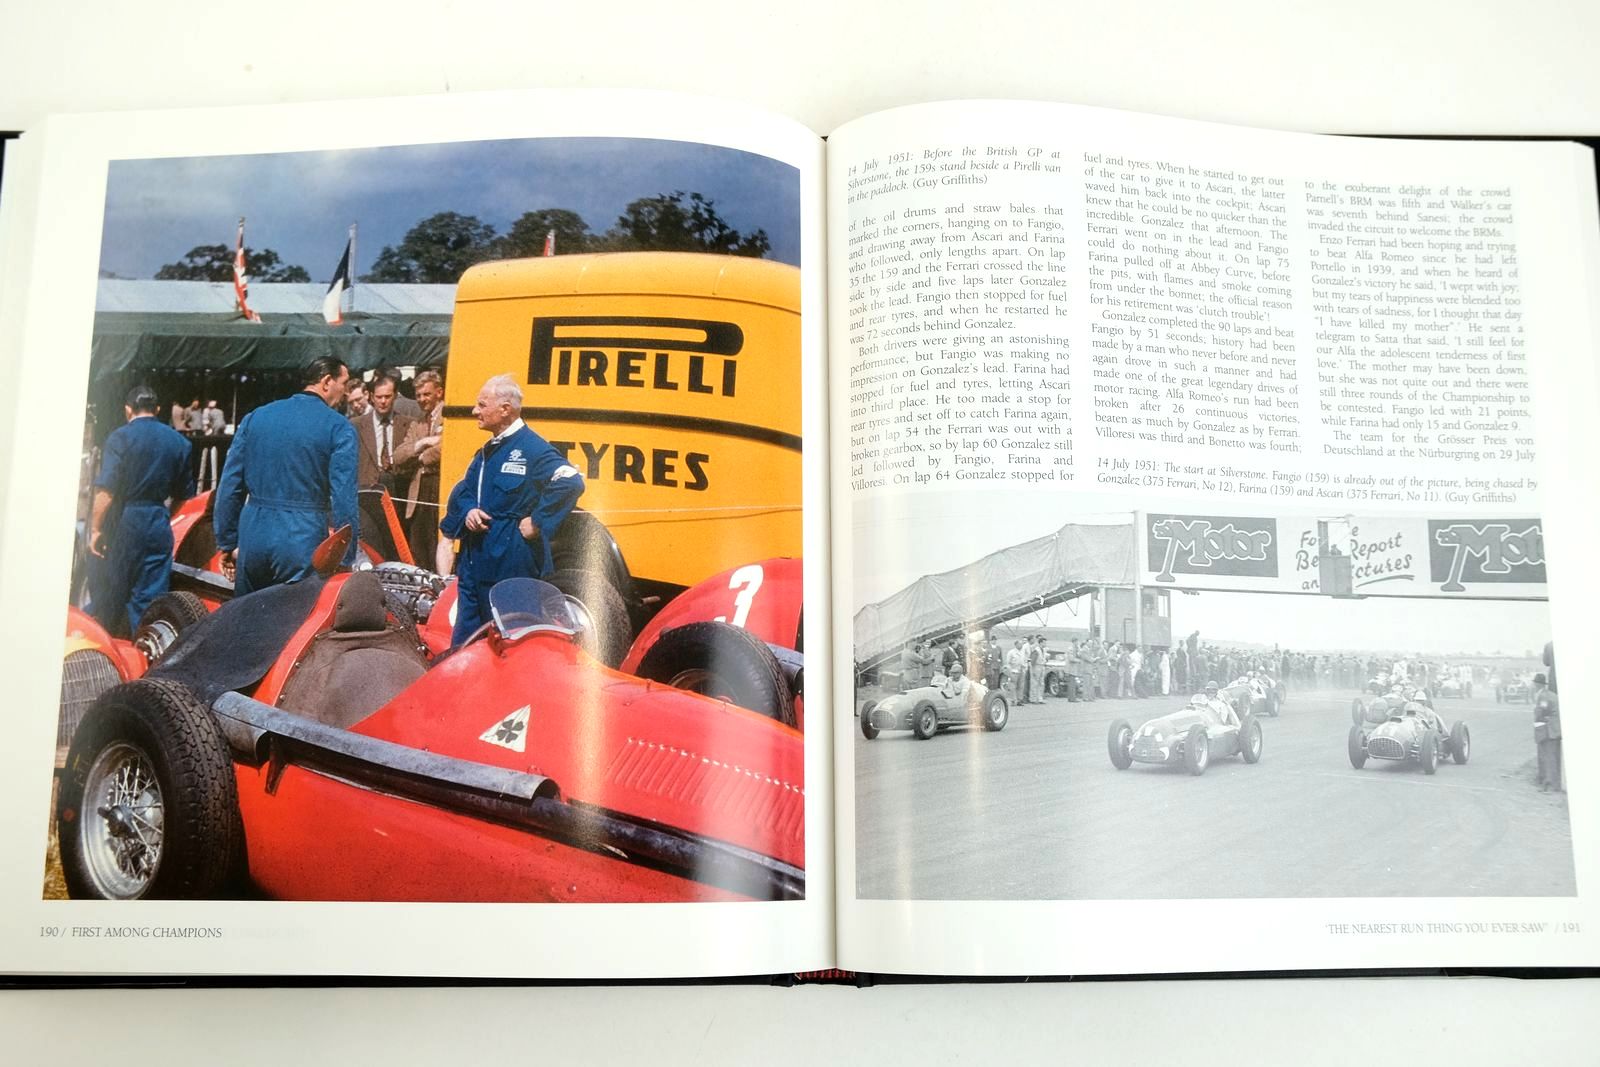 PIRELLI
TYRES
3
190 / FIRST AMONG CHAMPIONS
14 July 1951: Before the British GP at
Silverstone, the 159s stand beside a Pirelli van
in the paddock. (Guy Griffiths)
of the oil drums and straw bales that
marked the corners, hanging on to Fangio,
and drawing away from Ascari and Farina
who followed, only lengths apart. On lap
35 the 159 and the Ferrari crossed the line
side by side and five laps later Gonzalez
took the lead. Fangio then stopped for fuel
and rear tyres, and when he restarted he
was 72 seconds behind Gonzalez.
Both drivers were giving an astonishing
performance, but Fangio was making no
impression on Gonzalez's lead. Farina had
stopped for fuel and tyres, letting Ascari
into third place. He too made a stop for
rear tyres and set off to catch Farina again,
but on lap 54 the Ferrari was out with a
broken gearbox, so by lap 60 Gonzalez still
led followed by Fangio, Farina and
Villoresi. On lap 64 Gonzalez stopped for
fuel and tyres. When he started to get out
of the car to give it to Ascari, the latter
waved him back into the cockpit; Ascari
knew that he could be no quicker than the
incredible Gonzalez that afternoon. The
Ferrari went on in the lead and Fangio
could do nothing about it. On lap 75
Farina pulled off at Abbey Curve, before
the pits, with flames and smoke coming
from under the bonnet; the official reason
for his retirement was 'clutch trouble'!
Gonzalez completed the 90 laps and beat
Fangio by 51 seconds; history had been
made by a man who never before and never
again drove in such a manner and had
made one of the great legendary drives of
motor racing. Alfa Romeo's run had been
broken after 26 continuous victories,
beaten as much by Gonzalez as by Ferrari.
Villoresi was third and Bonetto was fourth;
to the exuberant delight of the crowd
Parnell's BRM was fifth and Walker's car
was seventh behind Sanesi; the crowd
invaded the circuit to welcome the BRMs.
Enzo Ferrari had been hoping and trying
to beat Alfa Romeo since he had left
Portello in 1939, and when he heard of
Gonzalez's victory he said, 'I wept with joy;
but my tears of happiness were blended too
with tears of sadness, for I thought that day
"I have killed my mother".' He sent a
telegram to Satta that said, 'I still feel for
our Alfa the adolescent tenderness of first
love.' The mother may have been down,
but she was not quite out and there were
still three rounds of the Championship to
be contested. Fangio led with 21 points,
while Farina had only 15 and Gonzalez 9.
The team for the Grösser Preis von
Deutschland at the Nürburgring on 29 July
14 July 1951: The start at Silverstone. Fangio (159) is already out of the picture, being chased by
Gonzalez (375 Ferrari, No 12), Farina (159) and Ascari (375 Ferrari, No 11). (Guy Griffiths)
Motor
Report
Motor
'THE NEAREST RUN THING YOU EVER SAW' / 191